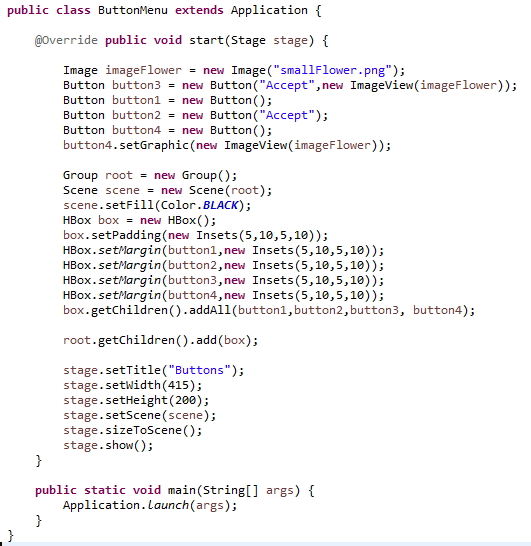 public class ButtonMenu extends Application {
@Override public void start(Stage stage) {
Image imageFlower = new Image("smallFlower.png");
Button button3 = new Button("Accept",new ImageView(imageFlower));
Button button1 = new Button();
Button button2 = new Button("Accept");
Button button4 = new Button();
button4.setGraphic(new ImageView(imageFlower));
Group root = new Group();
Scene scene = new Scene(root);
scene.setFill(Color.BLACK);
HBox box = new HBox();
box.setPadding(new Insets(5,10,5,10));
HBox.setMargin(button1,new Insets(5,10,5,10));
HBox.setMargin(button2,new Insets(5,10,5,10));
HBox.setMargin(button3,new Insets(5,10,5,10));
HBox.setMargin(button4,new Insets(5,10,5,10));
box.getChildren().addAll(button1,button2,button3, button4);
root.getChildren().add(box);
stage.setTitle("Buttons");
stage.setWidth(415);
stage.setHeight(200);
stage.setScene(scene);
stage.sizeToScene();
stage.show();
}
public static void main(String[] args) {
Application.launch(args);
}
}